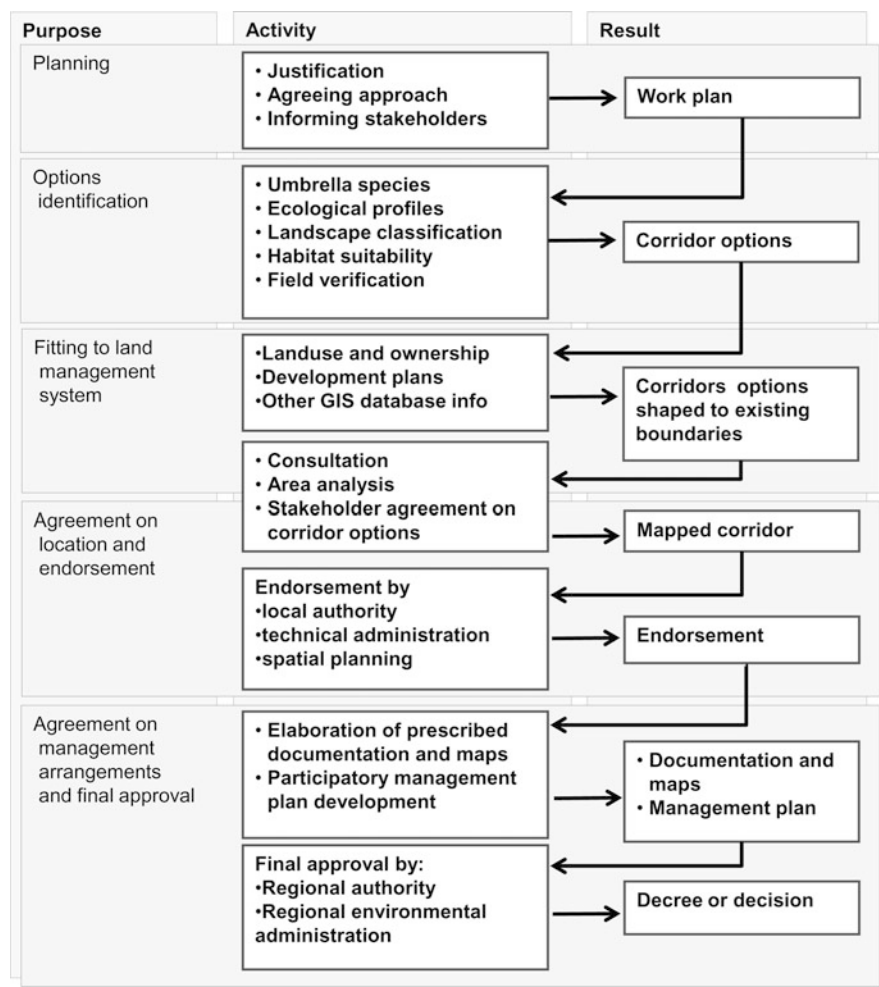 Purpose
Activity
Result
Planning
• Justification
• Agreeing approach
• Informing stakeholders
Work plan
Options
identification
• Umbrella species
• Ecological profiles
• Landscape classification
• Habitat suitability
• Field verification
Corridor options
Fitting to land
management
system
•Landuse and ownership
•Development plans
•Other GIS database info
Corridors options
shaped to existing
boundaries
• Consultation
• Area analysis
• Stakeholder agreement on
corridor options
Agreement on
location and
endorsement
Mapped corridor
Endorsement by
•local authority
•technical administration
•spatial planning
Endorsement
Agreement on
management
arrangements
and final approval
• Elaboration of prescribed
documentation and maps
• Participatory management
plan development
• Documentation and
maps
• Management plan
Final approval by:
•Regional authority
•Regional environmental
administration
Decree or decision